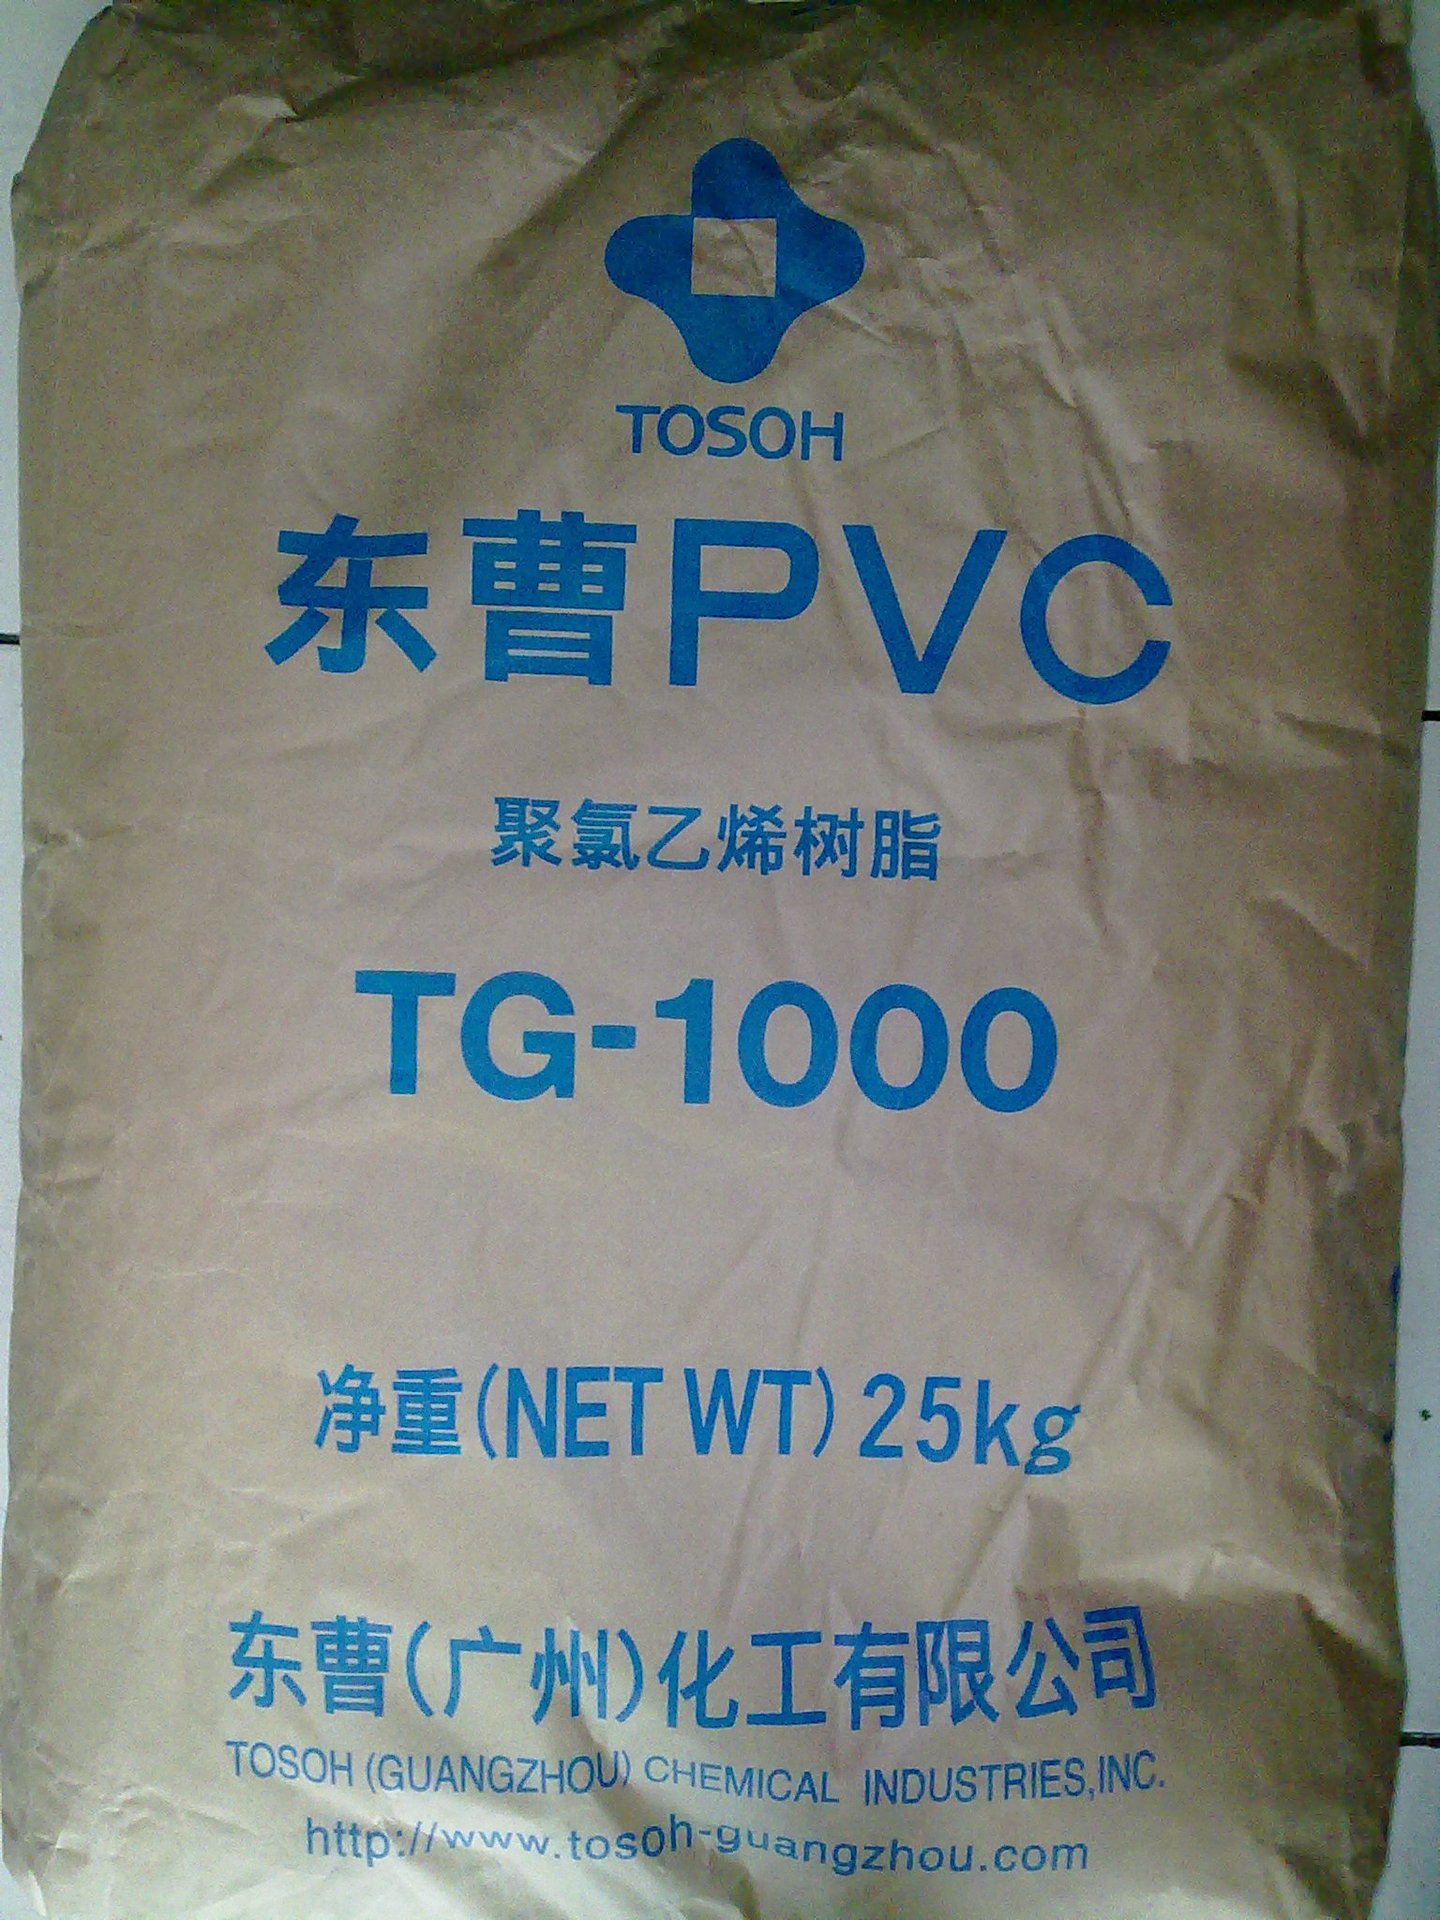 TOSOH
东曹PVC
聚氯乙烯树脂
TG-1000
净重(NET WT) 25kg
东曹(广州)化工有限公司
TOSOH (GUANGZHOU) CHEMICAL INDUSTRIES,INC.
http://www.tosoh-guangzhou.com